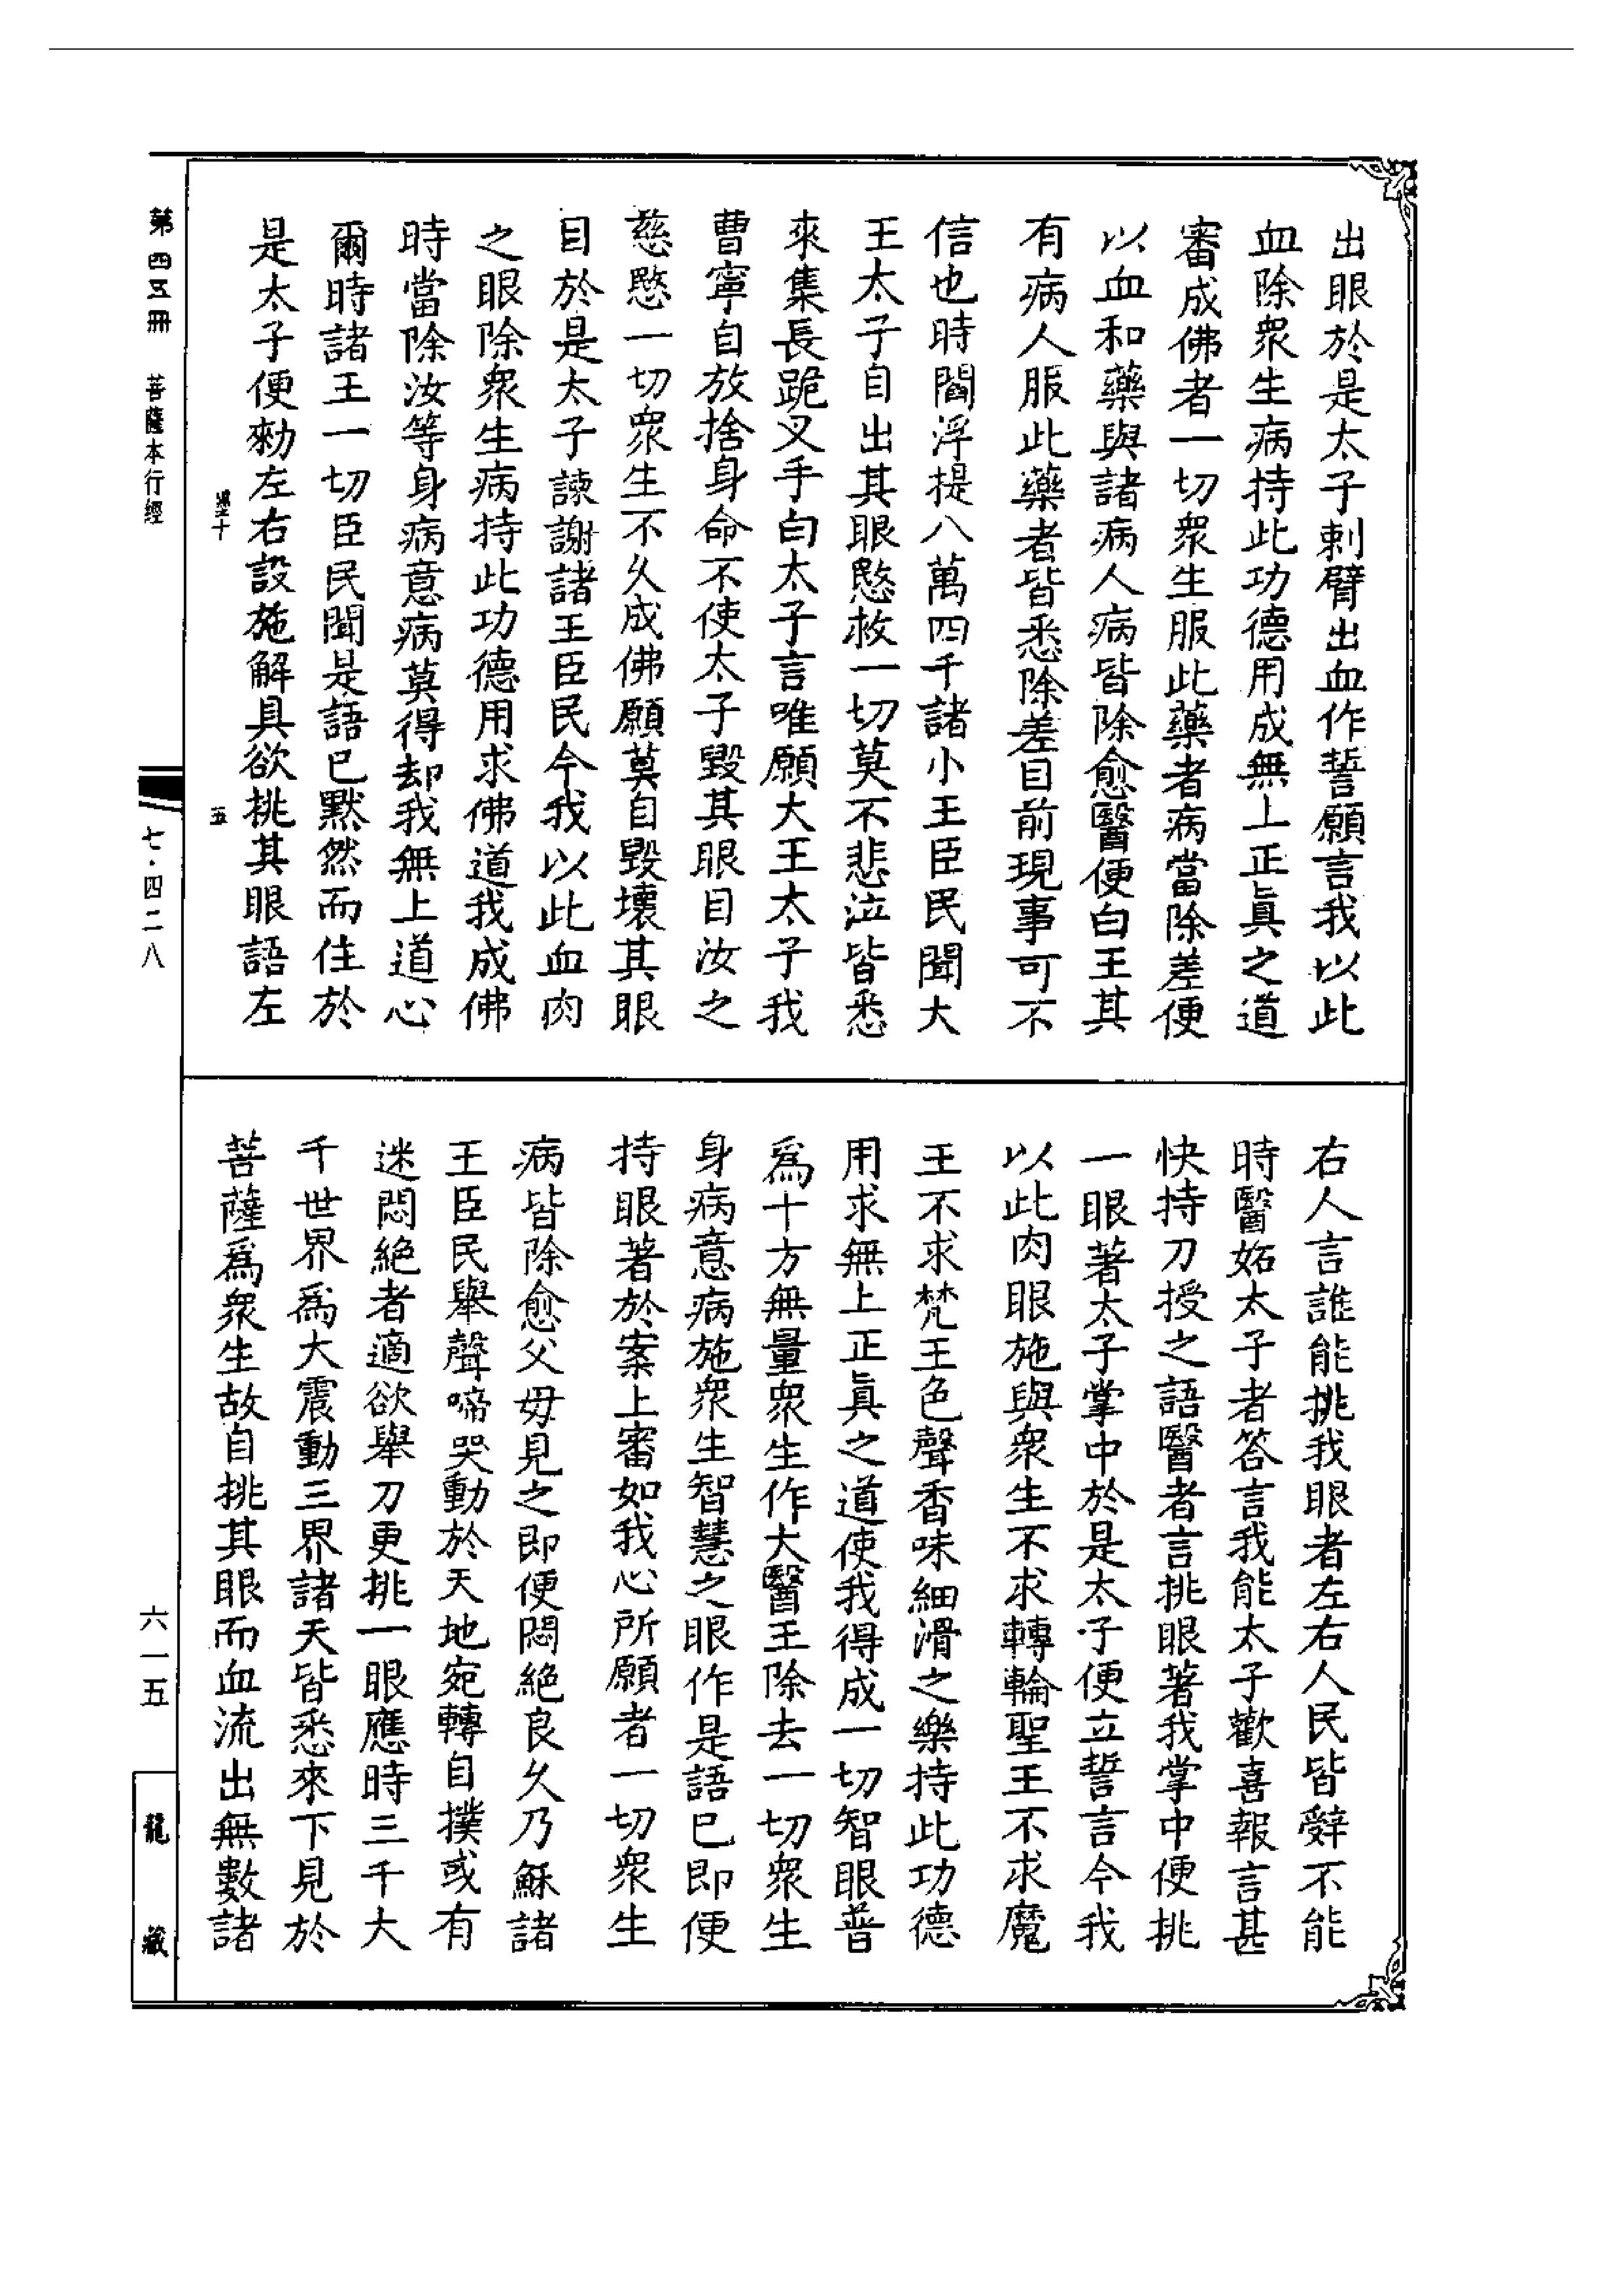 出眼於是太子刺臂出血作誓願言我以此
血除衆生病持此功德用成無上正真之道
審成佛者一切衆生服此藥者病當除差便
以血和藥與諸病人病皆除愈醫便白王其
有病人服此藥者皆悉除差目前現事可不
信也時閻浮提八萬四千諸小王臣民聞大
王太子自出其眼愍救一切莫不悲泣皆悉
來集長跪叉手白太子言唯願大王太子我
曹寧自放捨身命不使太子毀其眼目汝之
慈愍一切衆生不久成佛願莫自毀壞其眼
目於是太子諫謝諸王臣民今我以此血肉
之眼除衆生病持此功德用求佛道我成佛
時當除汝等身病意病莫得却我無上道心
爾時諸王一切臣民聞是語已默然而住於
是太子便勑左右設施解具欲挑其眼語左
右人言誰能挑我眼者左右人民皆辤不能
時醫妬太子者答言我能太子歡喜報言甚
快持刀授之語醫者言挑眼著我掌中便挑
一眼著太子掌中於是太子便立誓言今我
以此肉眼施與衆生不求轉輪聖王不求魔
王不求梵王色聲香味細滑之樂持此功德
用求無上正真之道使我得成一切智眼普
爲十方無量衆生作大醫王除去一切衆生
身病意病施衆生智慧之眼作是語已即便
持眼著於案上審如我心所願者一切衆生
病皆除愈父母見之即便悶絕良久乃穌諸
王臣民舉聲啼哭動於天地宛轉自撲或有
迷悶絕者適欲舉刀更挑一眼應時三千大
千世界爲大震動三界諸天皆悉來下見於
菩薩爲衆生故自挑其眼而血流出無數諸
第四五冊 菩薩本行經
七·四二八
六一五
龍藏
十
五